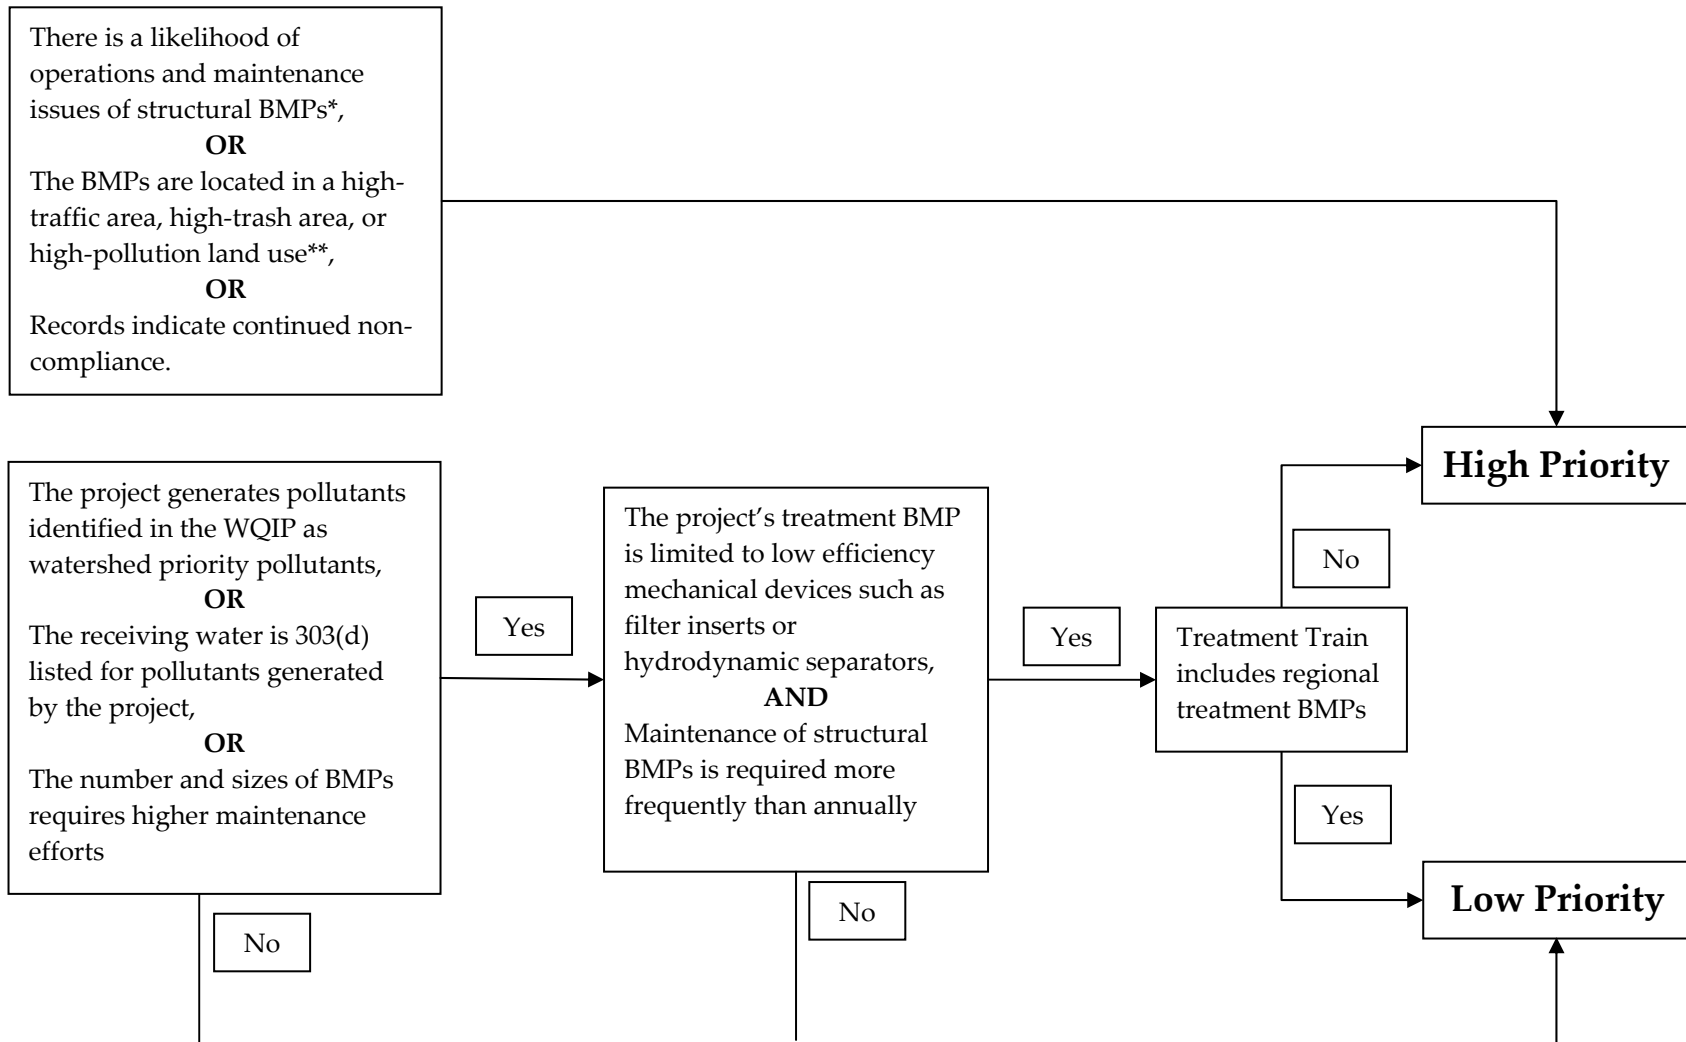 There is a likelihood of
operations and maintenance
issues of structural BMPs*,
OR
The BMPs are located in a high-
traffic area, high-trash area, or
high-pollution land use**,
OR
Records indicate continued non-
compliance.
High Priority
The project generates pollutants
identified in the WQIP as
watershed priority pollutants,
OR
The receiving water is 303(d)
listed for pollutants generated
by the project,
OR
The number and sizes of BMPs
requires higher maintenance
efforts
Yes
The project’s treatment BMP
is limited to low efficiency
mechanical devices such as
filter inserts or
hydrodynamic separators,
AND
Maintenance of structural
BMPs is required more
frequently than annually
Yes
No
Treatment Train
includes regional
treatment BMPs
Yes
Low Priority
No
No